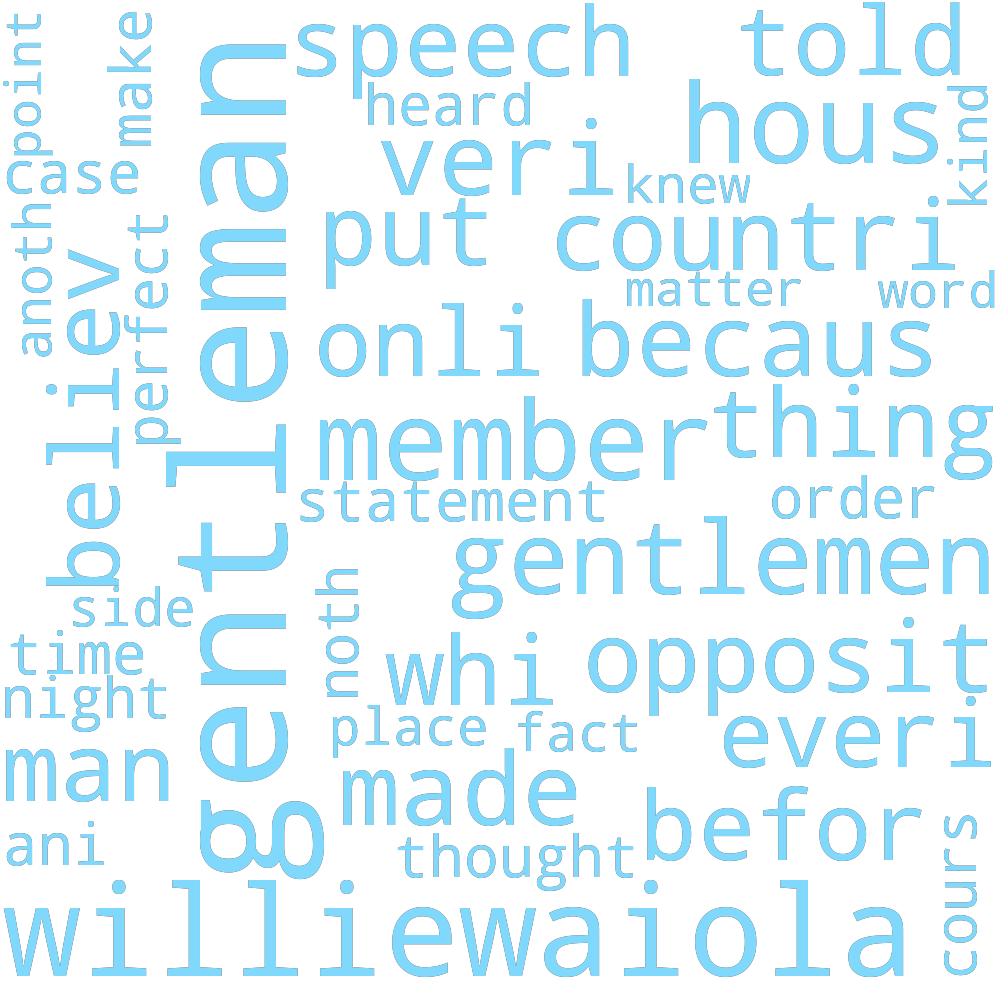 speech
told
point
make
heard
hous
kind
veri
case
knew
put
countri
anoth
perfect
gentleman
believ
matter
word
onli
becaus
member
thing
statement
order
gentlemen
side
noth
time
whi
opposit
night
place
fact
everi
man
made
befor
ani
thought
cours
williewaiola